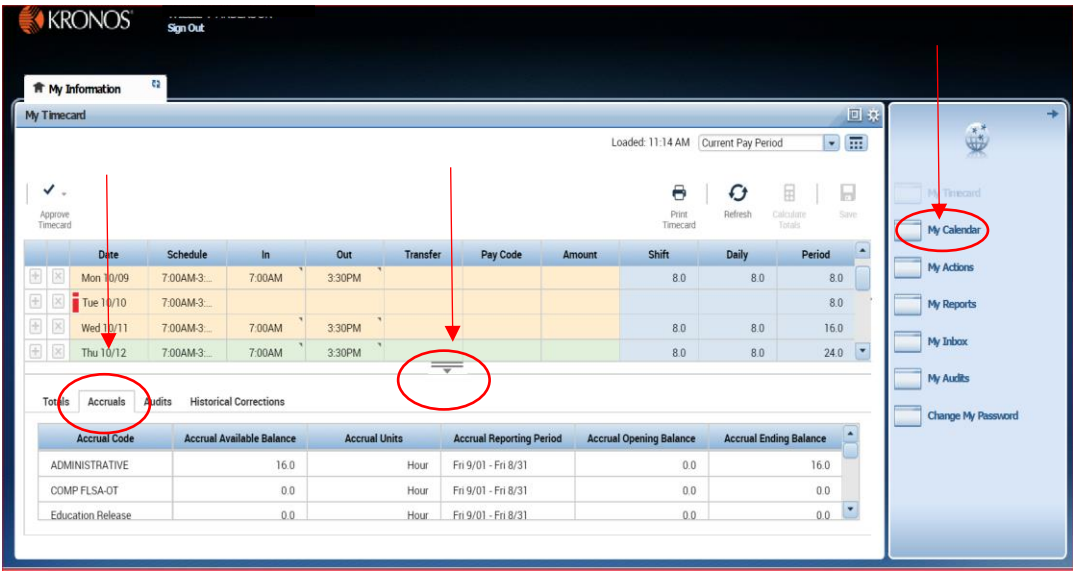 KRONOS
Sign Out
My Information
My Timecard
Loaded: 11:14 AM Current Pay Period
Approve Timecard
Print Timecard
Refresh
Calculate Totals
Save
Date Schedule In Out Transfer Pay Code Amount Shift Daily Period
Mon 10/09 7:00AM-3:... 7:00AM 3:30PM 8.0 8.0 8.0
Tue 10/10 7:00AM-3:... 8.0
Wed 10/11 7:00AM-3:... 7:00AM 3:30PM 8.0 8.0 16.0
Thu 10/12 7:00AM-3:... 7:00AM 3:30PM 8.0 8.0 24.0
Totals Accruals Audits Historical Corrections
Accrual Code Accrual Available Balance Accrual Units Accrual Reporting Period Accrual Opening Balance Accrual Ending Balance
ADMINISTRATIVE 16.0 Hour Fri 9/01 - Fri 8/31 0.0 16.0
COMP FLSA-OT 0.0 Hour Fri 9/01 - Fri 8/31 0.0 0.0
Education Release 0.0 Hour Fri 9/01 - Fri 8/31 0.0 0.0
My Timecard
My Calendar
My Actions
My Reports
My Inbox
My Audits
Change My Password